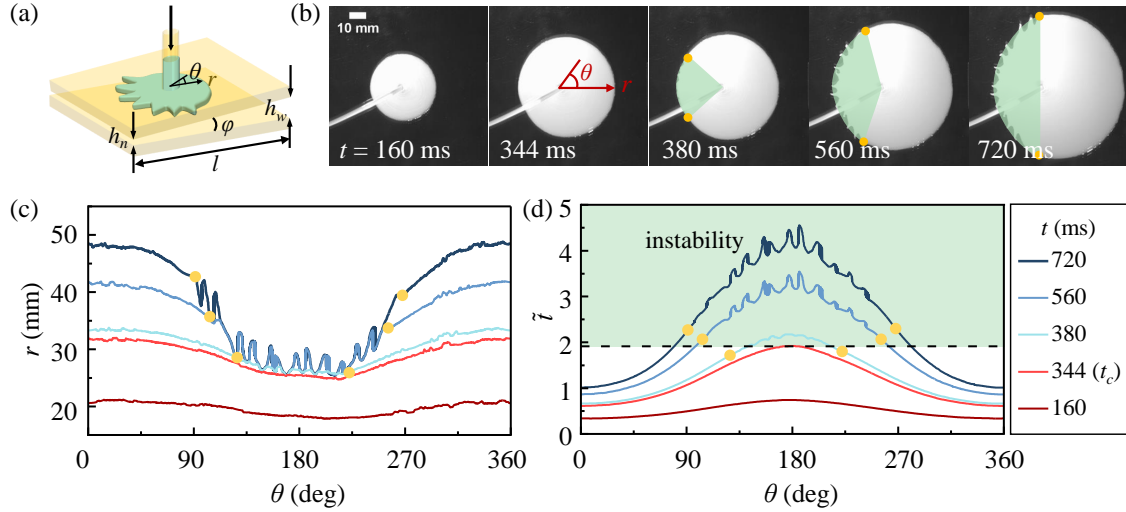 (a)
θ
r
h_n
φ
h_w
l
(b)
10 mm
t = 160 ms
θ
r
344 ms
380 ms
560 ms
720 ms
(c)
50
40
30
20
r (mm)
0 90 180 270 360
θ (deg)
(d)
instability
5
4
3
2
1
0
t̃
0 90 180 270 360
θ (deg)
t (ms)
720
560
380
344 (t_c)
160